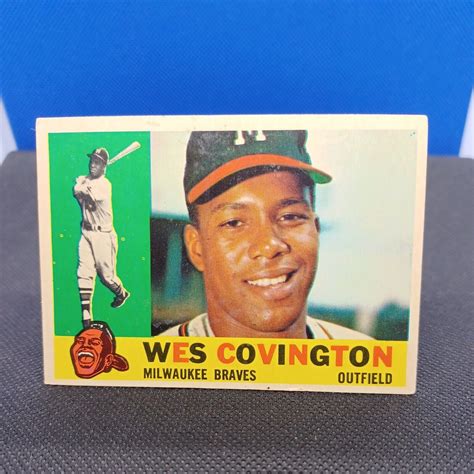 M
WES COVINGTON
MILWAUKEE BRAVES OUTFIELD